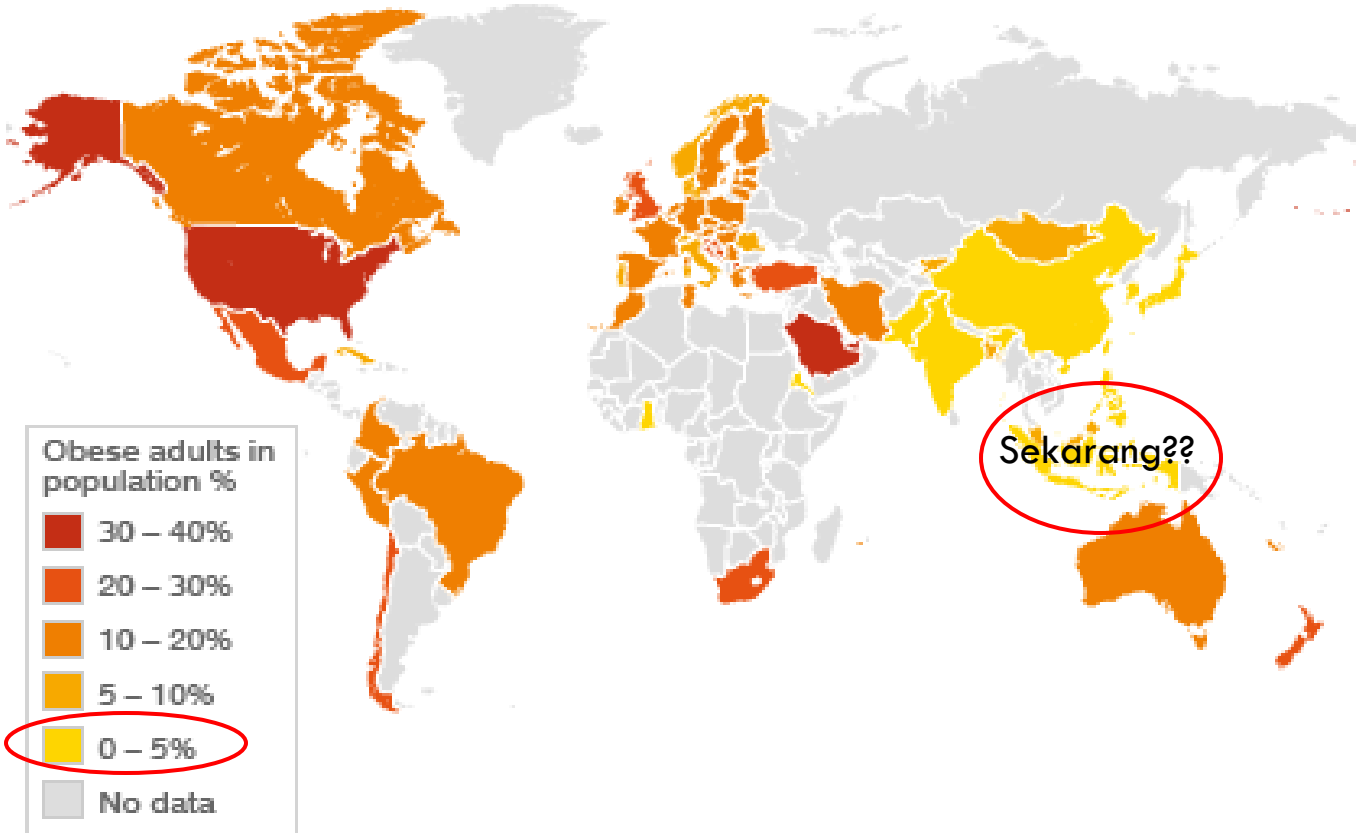 Sekarang??
Obese adults in
population %
30 – 40%
20 – 30%
10 – 20%
5 – 10%
0 – 5%
No data